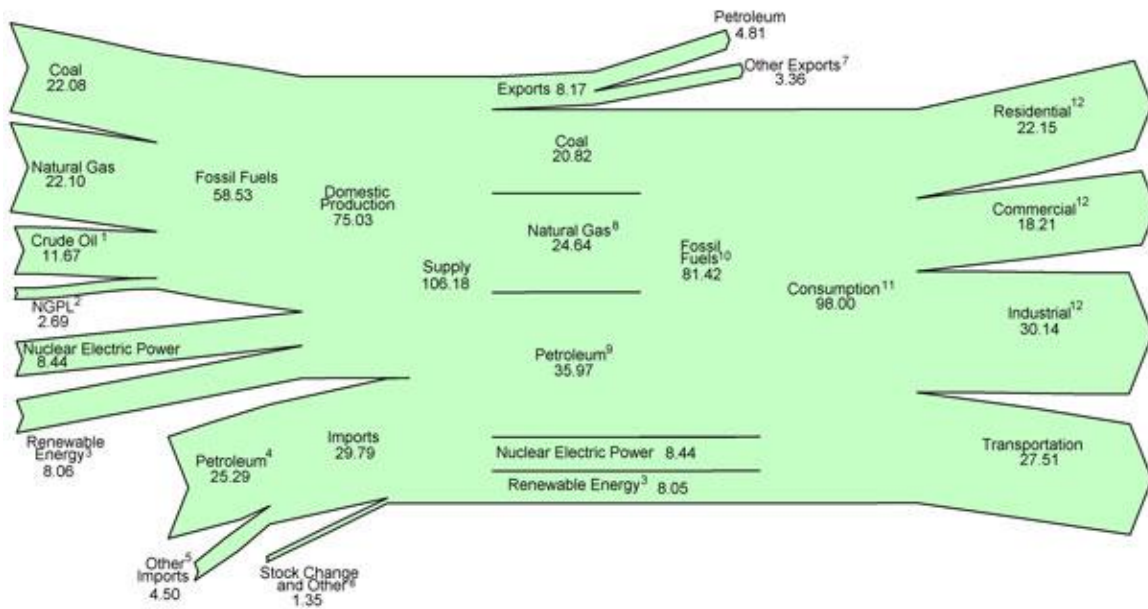 Coal
22.08
Natural Gas
22.10
Crude Oil 1
11.67
NGPL2
2.69
Nuclear Electric Power
8.44
Renewable
Energy3
8.06
Fossil Fuels
58.53
Domestic
Production
75.03
Petroleum4
25.29
Imports
29.79
Other5
Imports
4.50
Stock Change
and Other6
1.35
Supply
106.18
Petroleum
4.81
Other Exports7
3.36
Exports 8.17
Coal
20.82
Natural Gas8
24.64
Petroleum9
35.97
Nuclear Electric Power 8.44
Renewable Energy3 8.05
Fossil
Fuels10
81.42
Consumption11
98.00
Residential12
22.15
Commercial12
18.21
Industrial12
30.14
Transportation
27.51